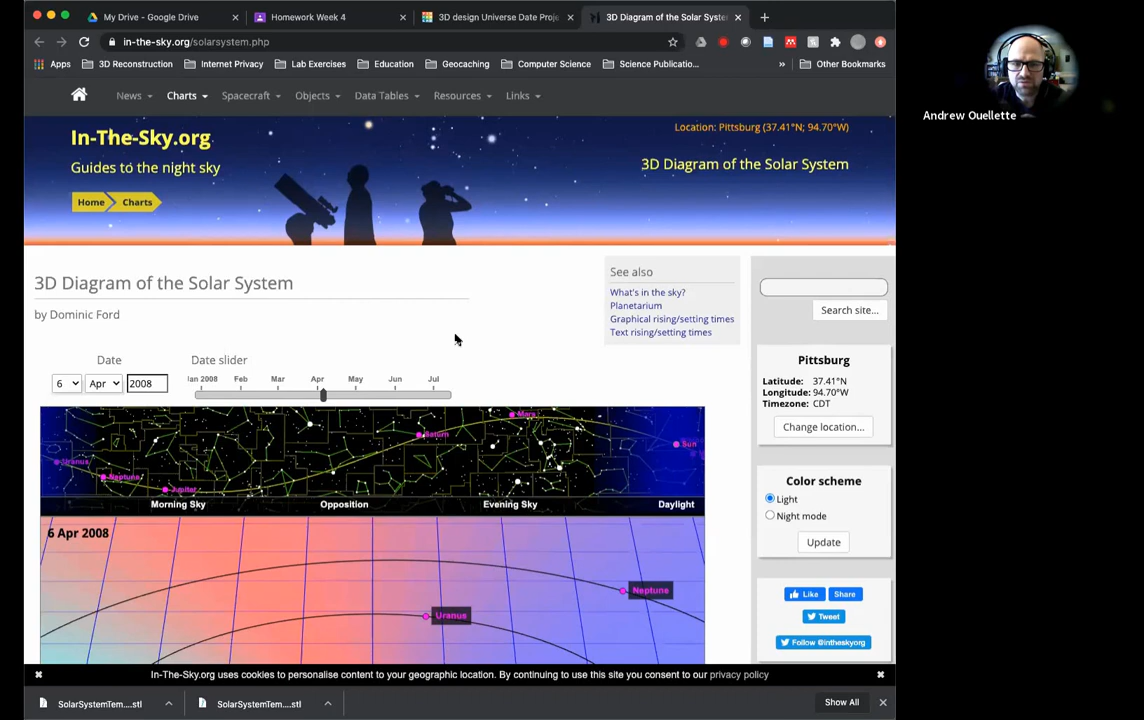 My Drive - Google Drive
Homework Week 4
3D design Universe Date Proje
3D Diagram of the Solar Syste
in-the-sky.org/solarsystem.php
Apps
3D Reconstruction
Internet Privacy
Lab Exercises
Education
Geocaching
Computer Science
Science Publicatio...
»
Other Bookmarks
News
Charts
Spacecraft
Objects
Data Tables
Resources
Links
Andrew Ouellette
In-The-Sky.org
Guides to the night sky
Home
Charts
Location: Pittsburg (37.41°N; 94.70°W)
3D Diagram of the Solar System
3D Diagram of the Solar System
by Dominic Ford
See also
What's in the sky?
Planetarium
Graphical rising/setting times
Text rising/setting times
Search site...
Date
Date slider
6
Apr
2008
Jan 2008
Feb
Mar
Apr
May
Jun
Jul
Pittsburg
Latitude: 37.41°N
Longitude: 94.70°W
Timezone: CDT
Change location...
Uranus
Neptune
Jupiter
Saturn
Mars
Sun
Morning Sky
Opposition
Evening Sky
Daylight
Color scheme
Light
Night mode
Update
6 Apr 2008
Neptune
Uranus
Like
Share
Tweet
Follow @intheskyorg
In-The-Sky.org uses cookies to personalise content to your geographic location. By continuing to use this site you consent to our privacy policy
SolarSystemTem....stl
SolarSystemTem....stl
Show All